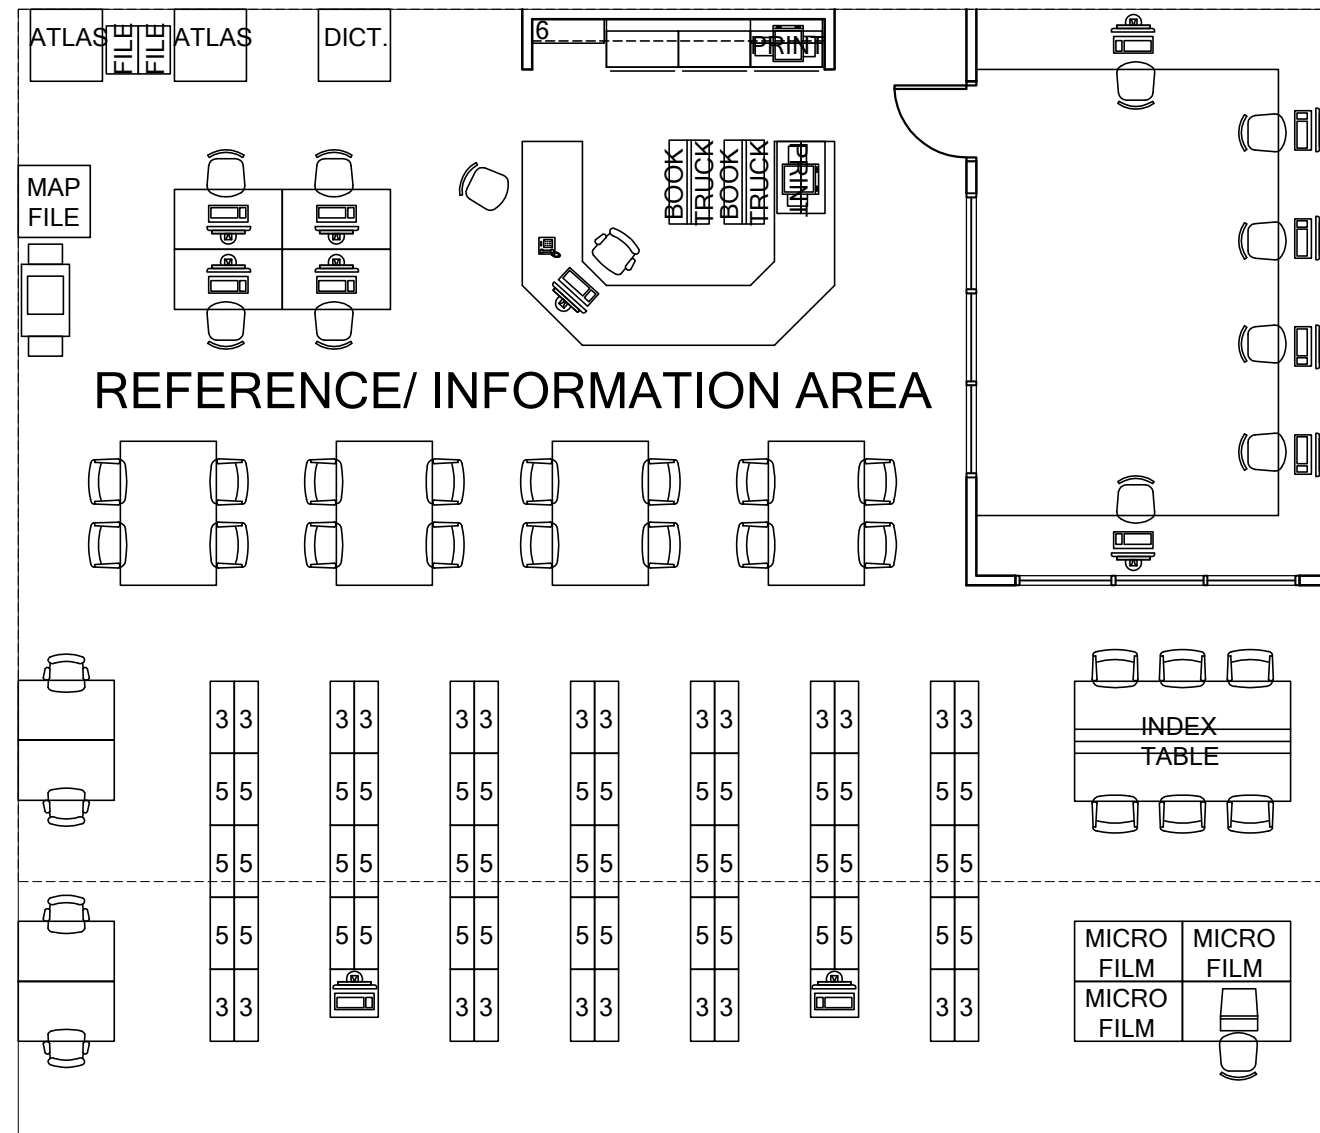 ATLAS FILE FILE ATLAS DICT. 6 PRINT
MAP
FILE
BOOK
TRUCK
BOOK
TRUCK
PRINT
REFERENCE/ INFORMATION AREA
3 3 3 3 3 3 3 3 3 3 3 3 3 3
5 5 5 5 5 5 5 5 5 5 5 5 5 5
5 5 5 5 5 5 5 5 5 5 5 5 5 5
5 5 5 5 5 5 5 5 5 5 5 5 5 5
3 3 3 3 3 3 3 3 3 3
INDEX
TABLE
MICRO
FILM
MICRO
FILM
MICRO
FILM